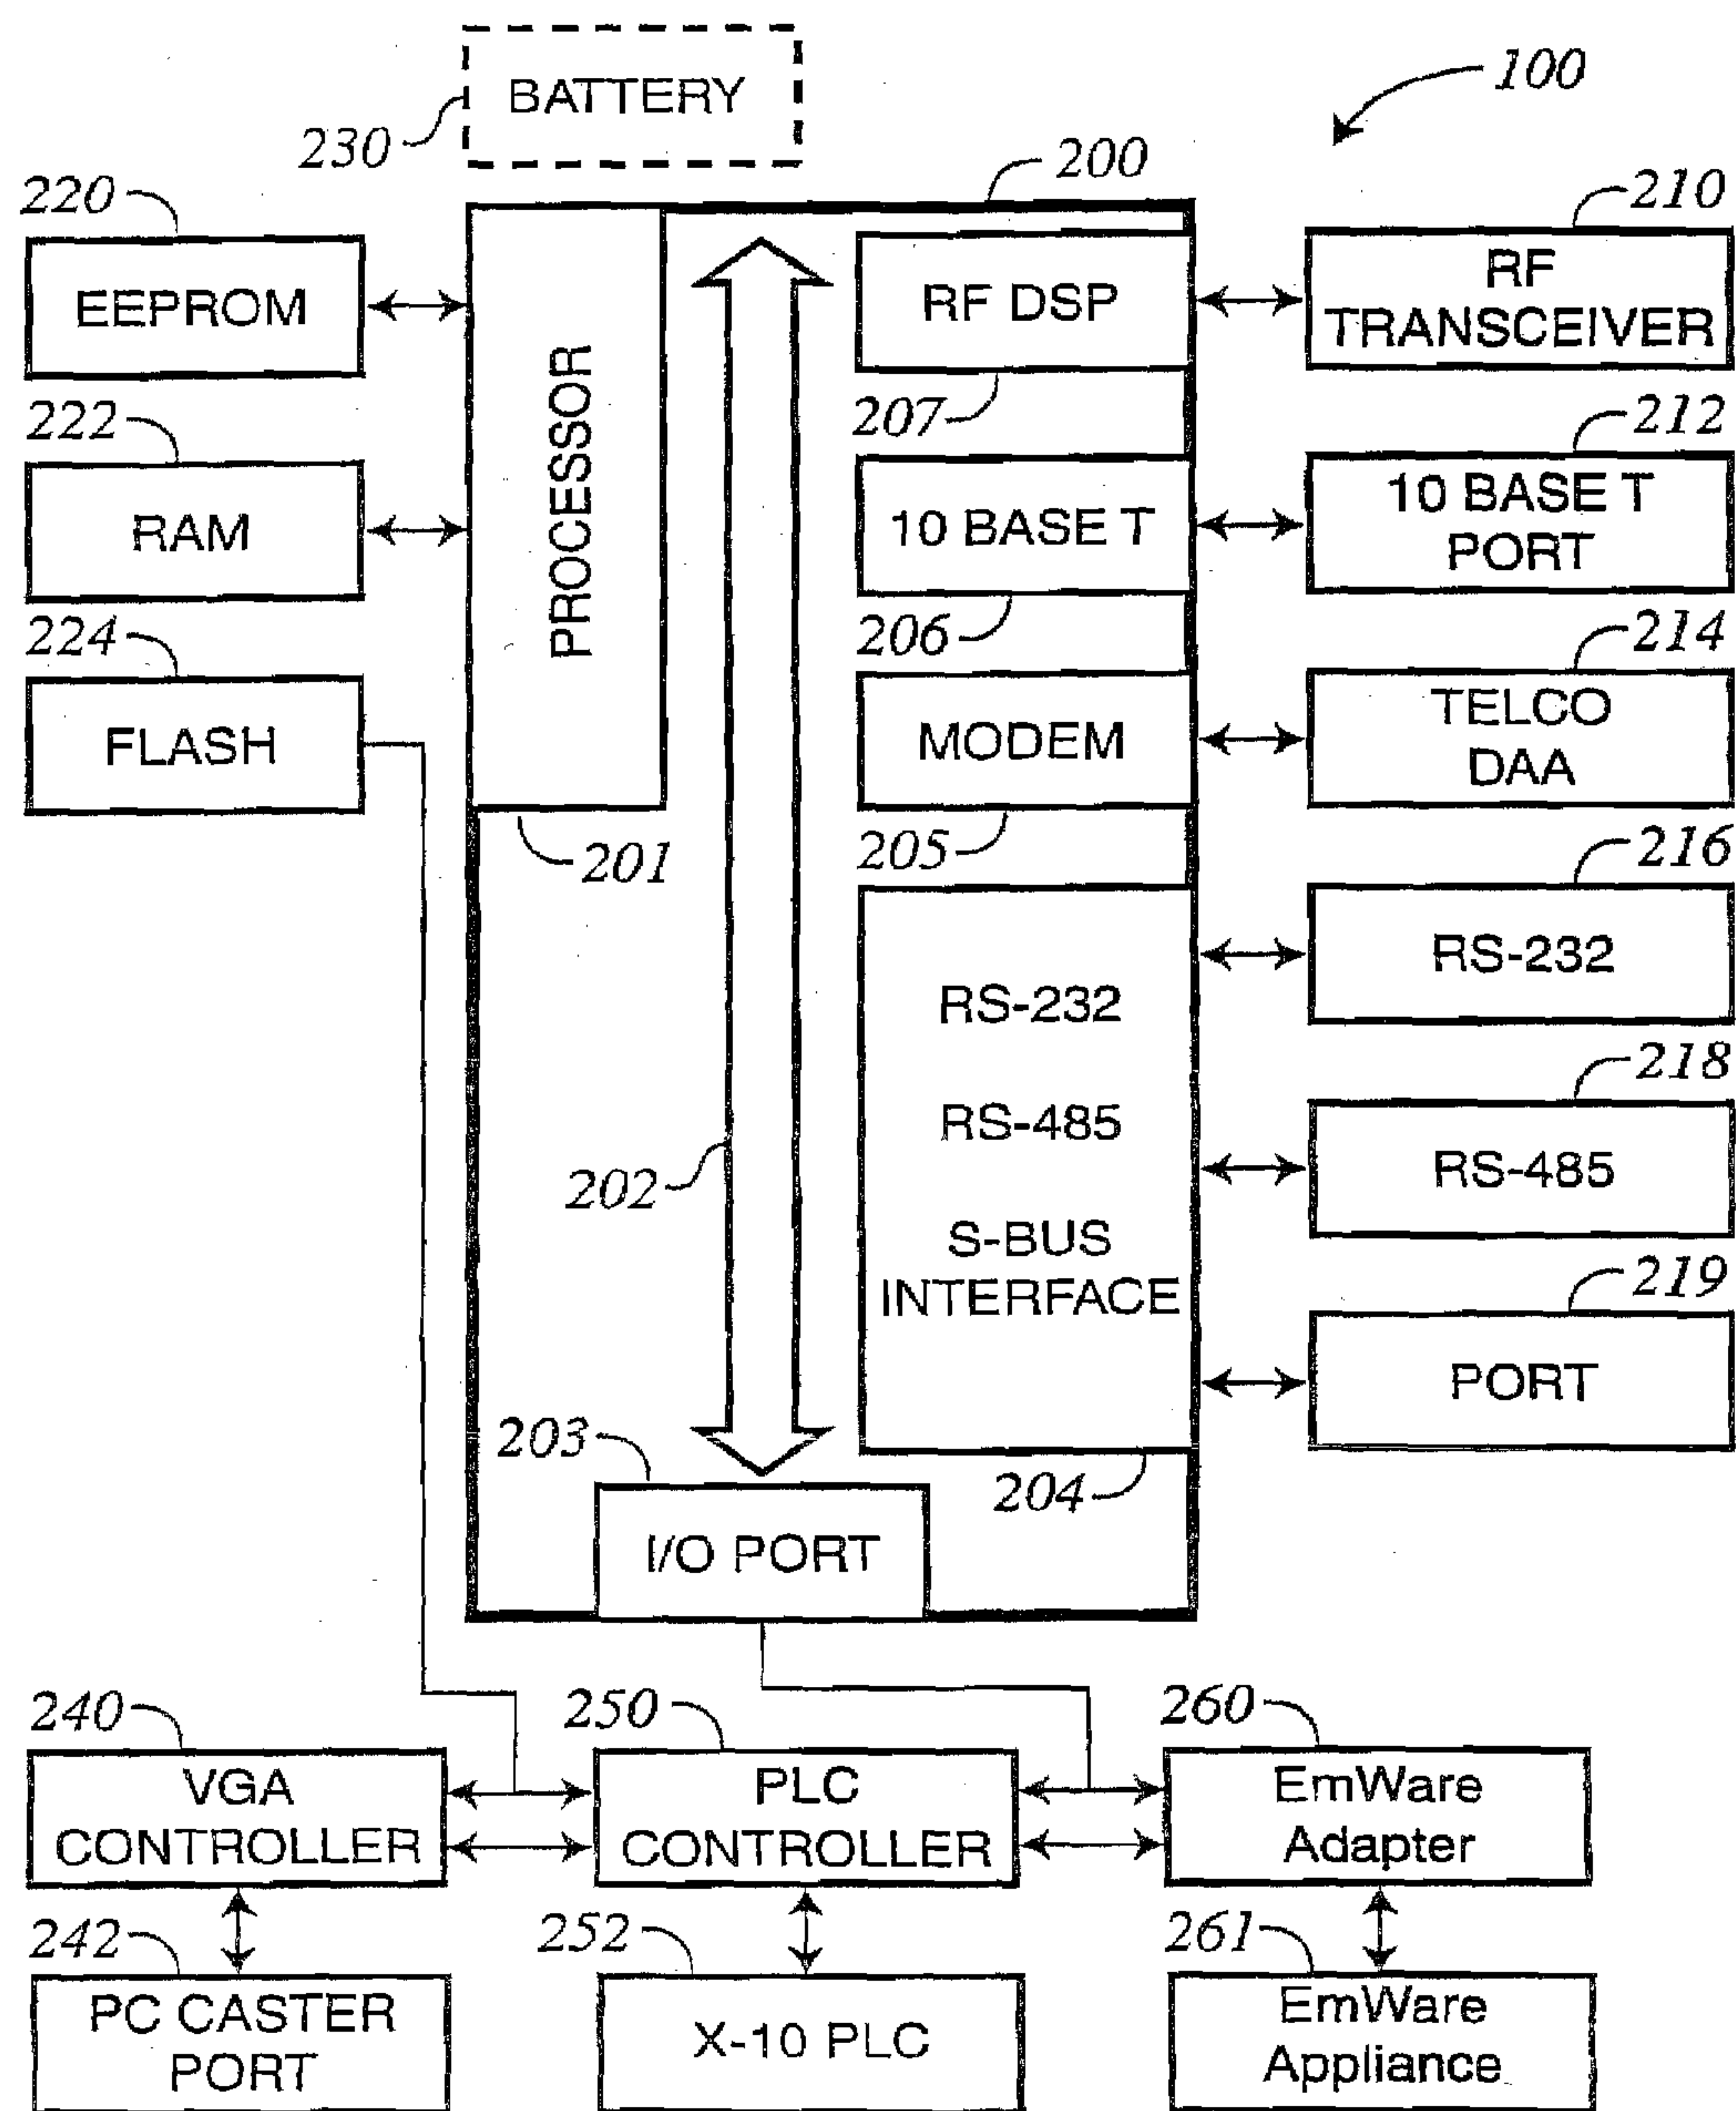 BATTERY
230
100
200
220
210
EEPROM
RF DSP
RF
TRANSCEIVER
PROCESSOR
207
222
212
RAM
10 BASE T
10 BASE T
PORT
206
224
214
FLASH
MODEM
TELCO
DAA
201
205
216
RS-232
RS-232
RS-485
S-BUS
INTERFACE
202
218
RS-485
219
PORT
203
204
I/O PORT
240
250
260
VGA
CONTROLLER
PLC
CONTROLLER
EmWare
Adapter
242
252
261
PC CASTER
PORT
X-10 PLC
EmWare
Appliance